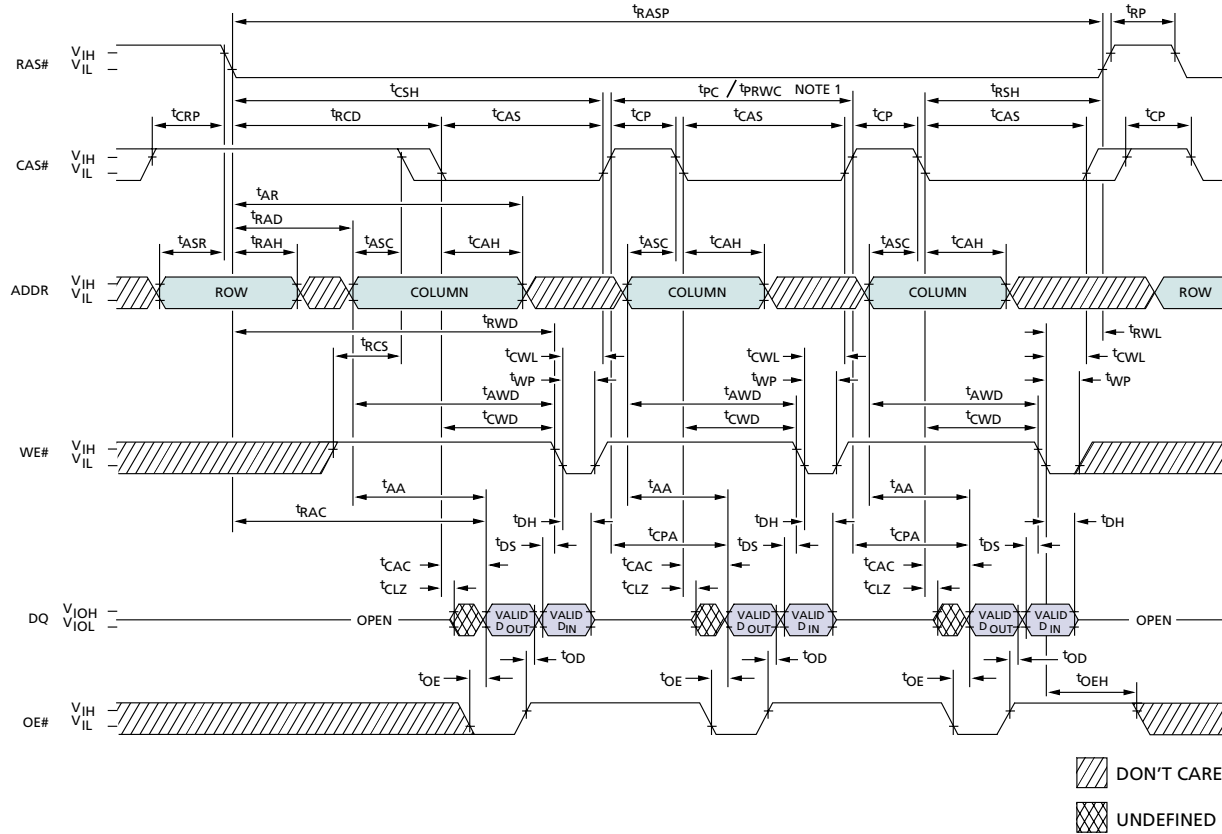 tRASP tRP
RAS# VIH
VIL
tCSH tPC / tPRWC NOTE 1 tRSH
tCRP tRCD tCAS tCP tCAS tCP tCAS tCP
CAS# VIH
VIL
tAR
tRAD
tASR tRAH tASC tCAH tASC tCAH tASC tCAH
ADDR VIH
VIL
ROW COLUMN COLUMN COLUMN ROW
tRWD tRWL
tRCS tCWL tCWL tCWL
tWP tWP tWP
tAWD tAWD tAWD
tCWD tCWD tCWD
WE# VIH
VIL
tAA tAA tAA
tRAC tDH tDH tDH
tCPA tCPA
tDS tDS tDS
tCAC tCAC tCAC
tCLZ tCLZ tCLZ
DQ VIOH
VIOL
OPEN VALID DOUT VALID DIN VALID DOUT VALID DIN VALID DOUT VALID DIN OPEN
tOD tOD tOD
tOE tOE tOE tOEH
OE# VIH
VIL
DON'T CARE
UNDEFINED